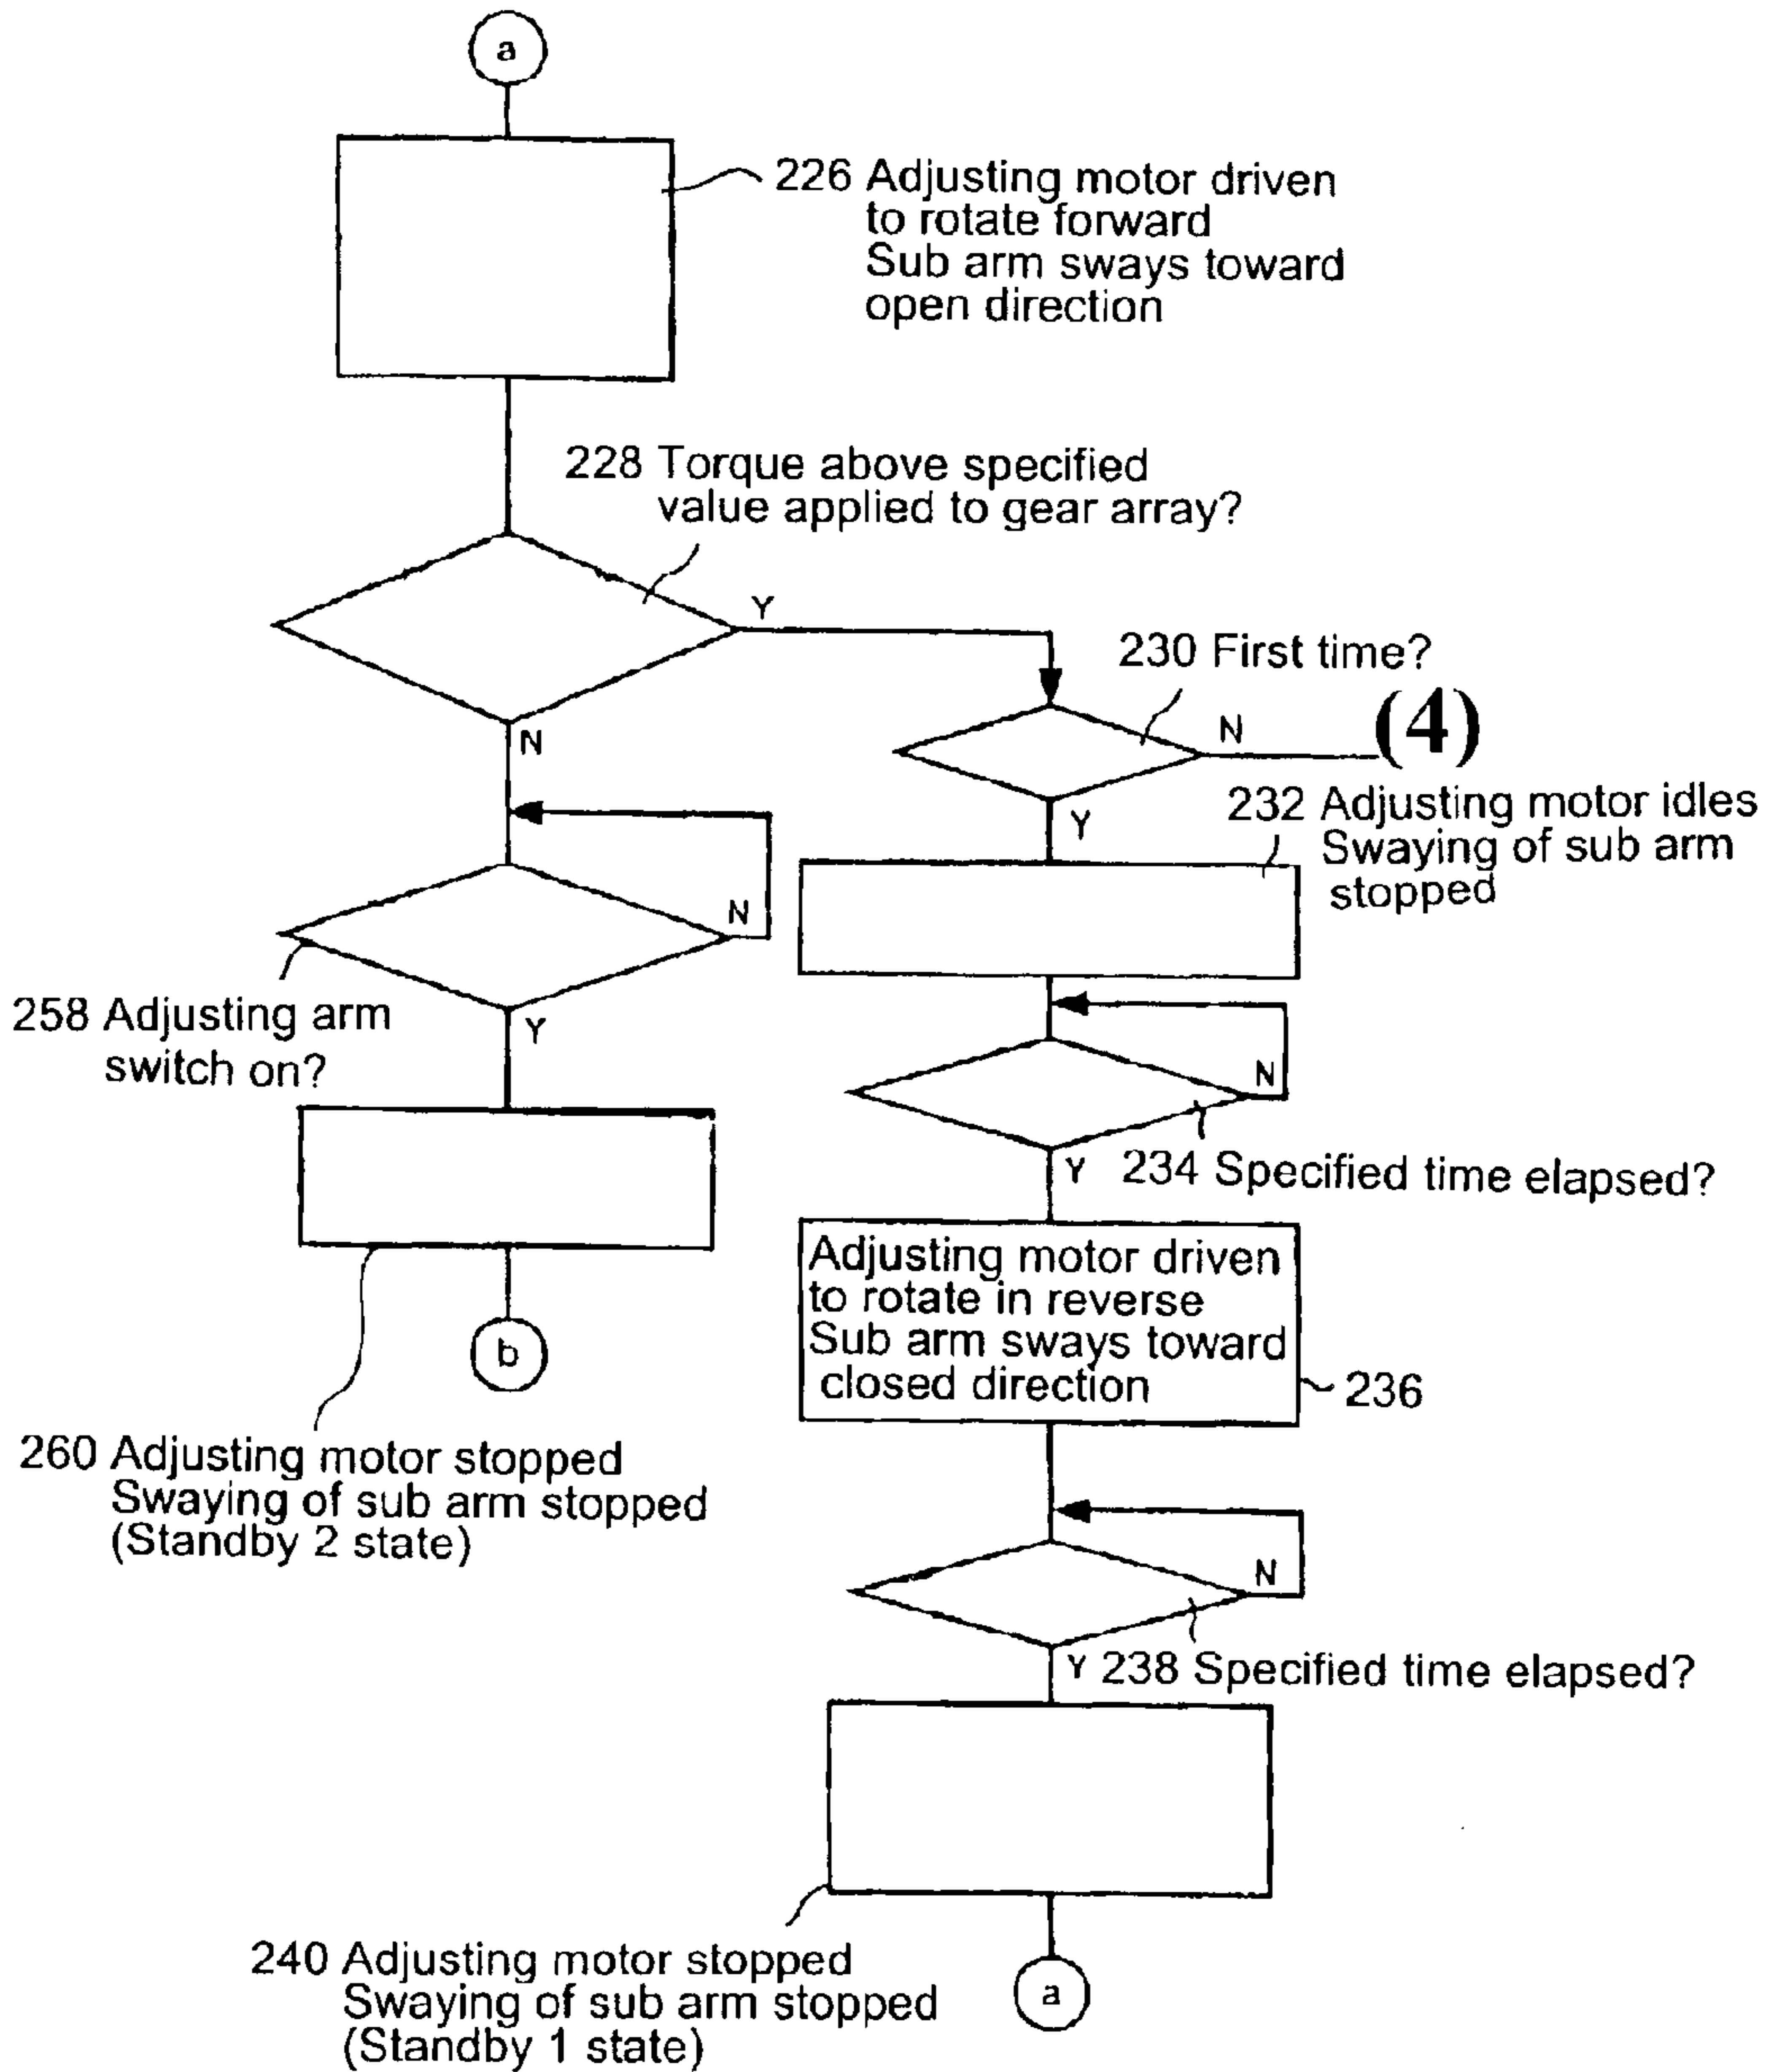 a
226 Adjusting motor driven
to rotate forward
Sub arm sways toward
open direction
228 Torque above specified
value applied to gear array?
Y
N
230 First time?
N
(4)
Y
232 Adjusting motor idles
Swaying of sub arm
stopped
N
258 Adjusting arm
switch on?
Y
N
Y
234 Specified time elapsed?
Adjusting motor driven
to rotate in reverse
Sub arm sways toward
closed direction
236
b
260 Adjusting motor stopped
Swaying of sub arm stopped
(Standby 2 state)
N
Y
238 Specified time elapsed?
240 Adjusting motor stopped
Swaying of sub arm stopped
(Standby 1 state)
a